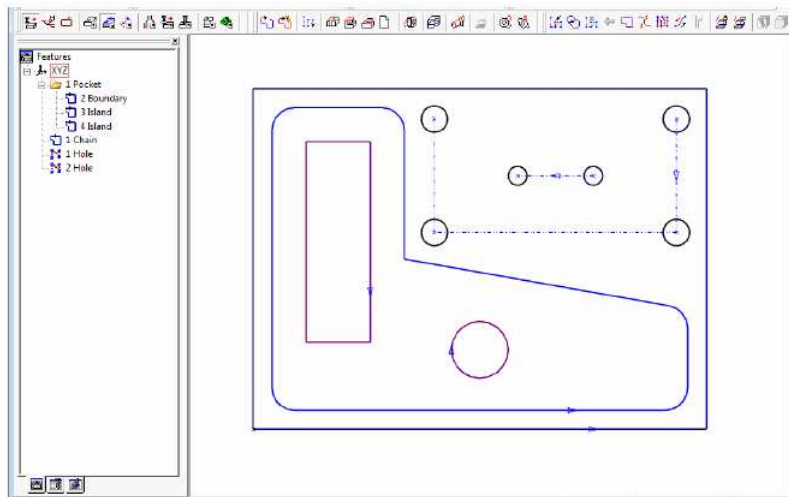 Features
XYZ
1 Pocket
2 Boundary
3 Island
4 Island
1 Chain
1 Hole
2 Hole